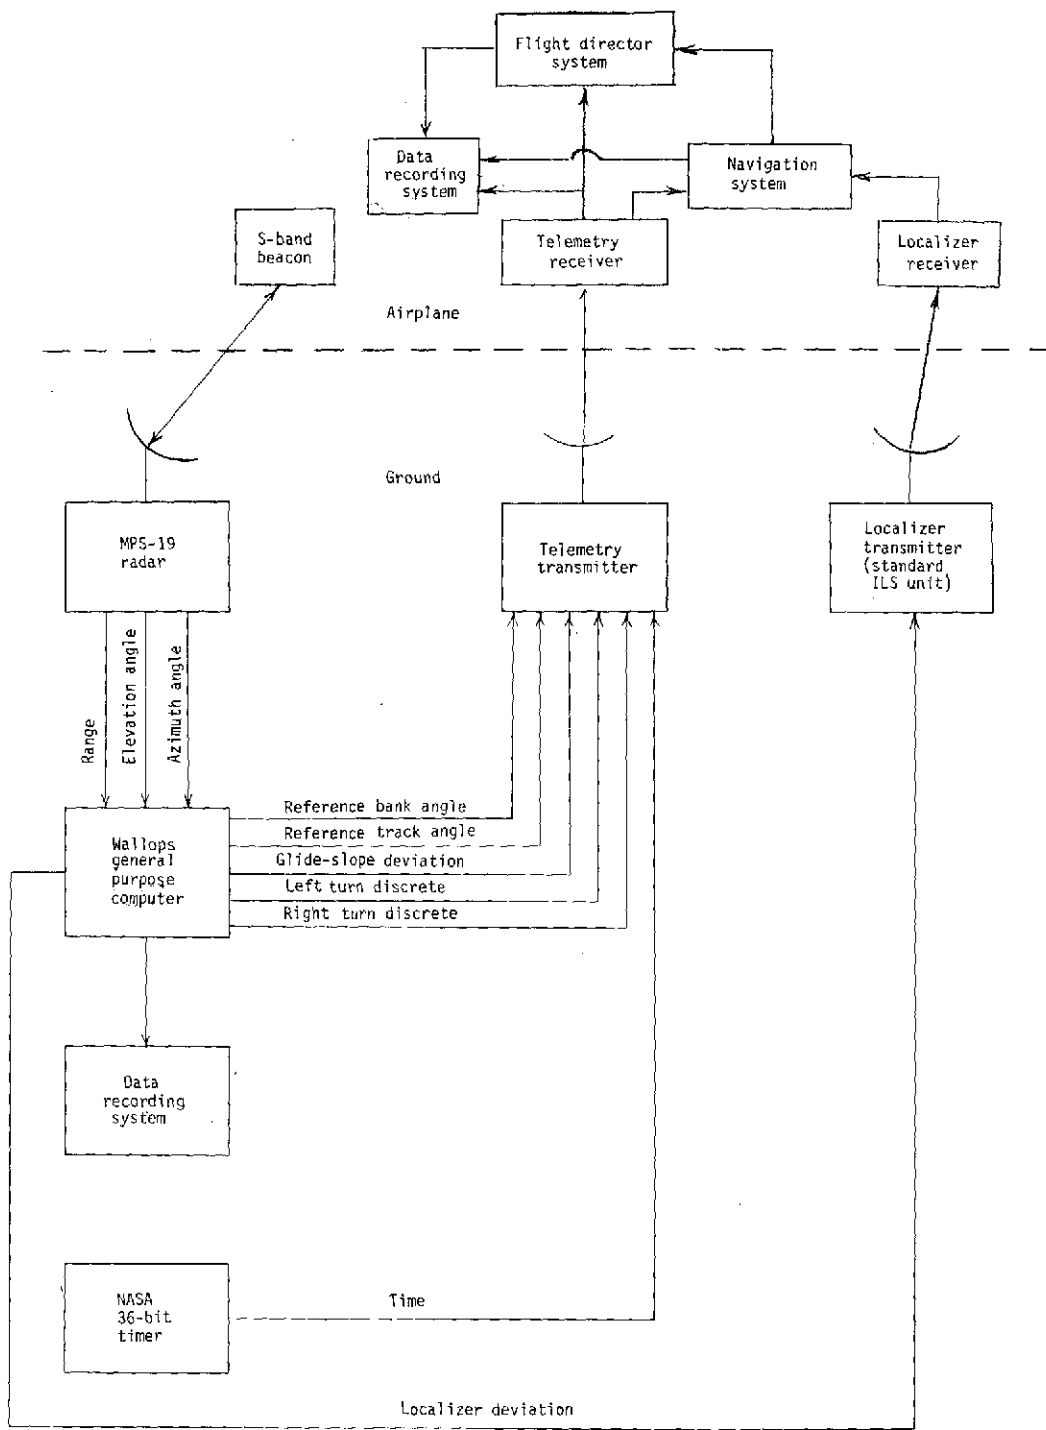 Flight director
system
Data
recording
system
Navigation
system
S-band
beacon
Telemetry
receiver
Localizer
receiver
Airplane
Ground
MPS-19
radar
Telemetry
transmitter
Localizer
transmitter
(standard
ILS unit)
Range
Elevation angle
Azimuth angle
Reference bank angle
Reference track angle
Glide-slope deviation
Left turn discrete
Right turn discrete
Wallops
general
purpose
computer
Data
recording
system
NASA
36-bit
timer
Time
Localizer deviation